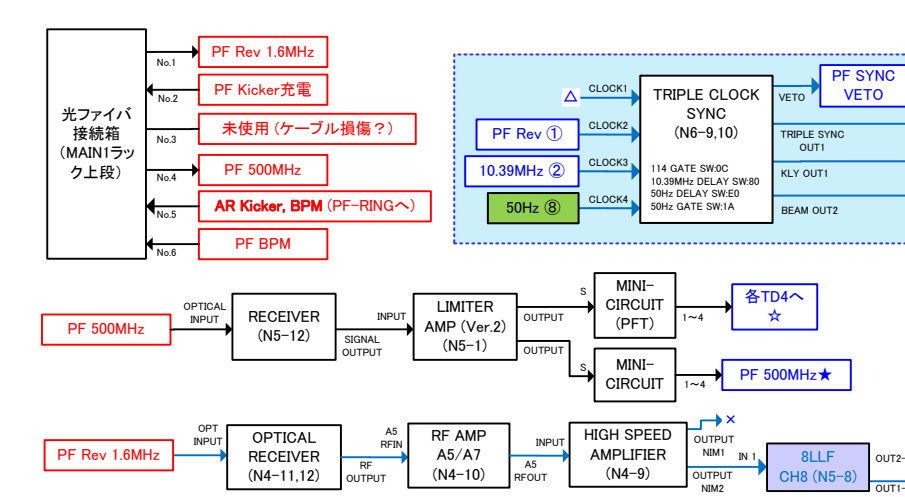 光ファイバ
接続箱
(MAIN1ラッ
ク上段)
No.1
PF Rev 1.6MHz
No.2
PF Kicker充電
No.3
未使用 (ケーブル損傷？)
No.4
PF 500MHz
No.5
AR Kicker, BPM (PF-RINGへ)
No.6
PF BPM
△
CLOCK1
PF Rev ①
CLOCK2
10.39MHz ②
CLOCK3
50Hz ⑧
CLOCK4
TRIPLE CLOCK
SYNC
(N6-9,10)
114 GATE SW:0C
10.39MHz DELAY SW:80
50Hz DELAY SW:E0
50Hz GATE SW:1A
VETO
PF SYNC
VETO
TRIPLE SYNC
OUT1
KLY OUT1
BEAM OUT2
PF 500MHz
OPTICAL
INPUT
RECEIVER
(N5-12)
SIGNAL
OUTPUT
INPUT
LIMITER
AMP (Ver.2)
(N5-1)
OUTPUT
OUTPUT
S
MINI-
CIRCUIT
(PFT)
1～4
各TD4へ
☆
S
MINI-
CIRCUIT
1～4
PF 500MHz★
PF Rev 1.6MHz
OPT
INPUT
OPTICAL
RECEIVER
(N4-11,12)
RF
OUTPUT
A5
RFIN
RF AMP
A5/A7
(N4-10)
A5
RFOUT
INPUT
HIGH SPEED
AMPLIFIER
(N4-9)
×
OUTPUT
NIM1
OUTPUT
NIM2
IN 1
8LLF
CH8 (N5-8)
OUT2-
OUT1-